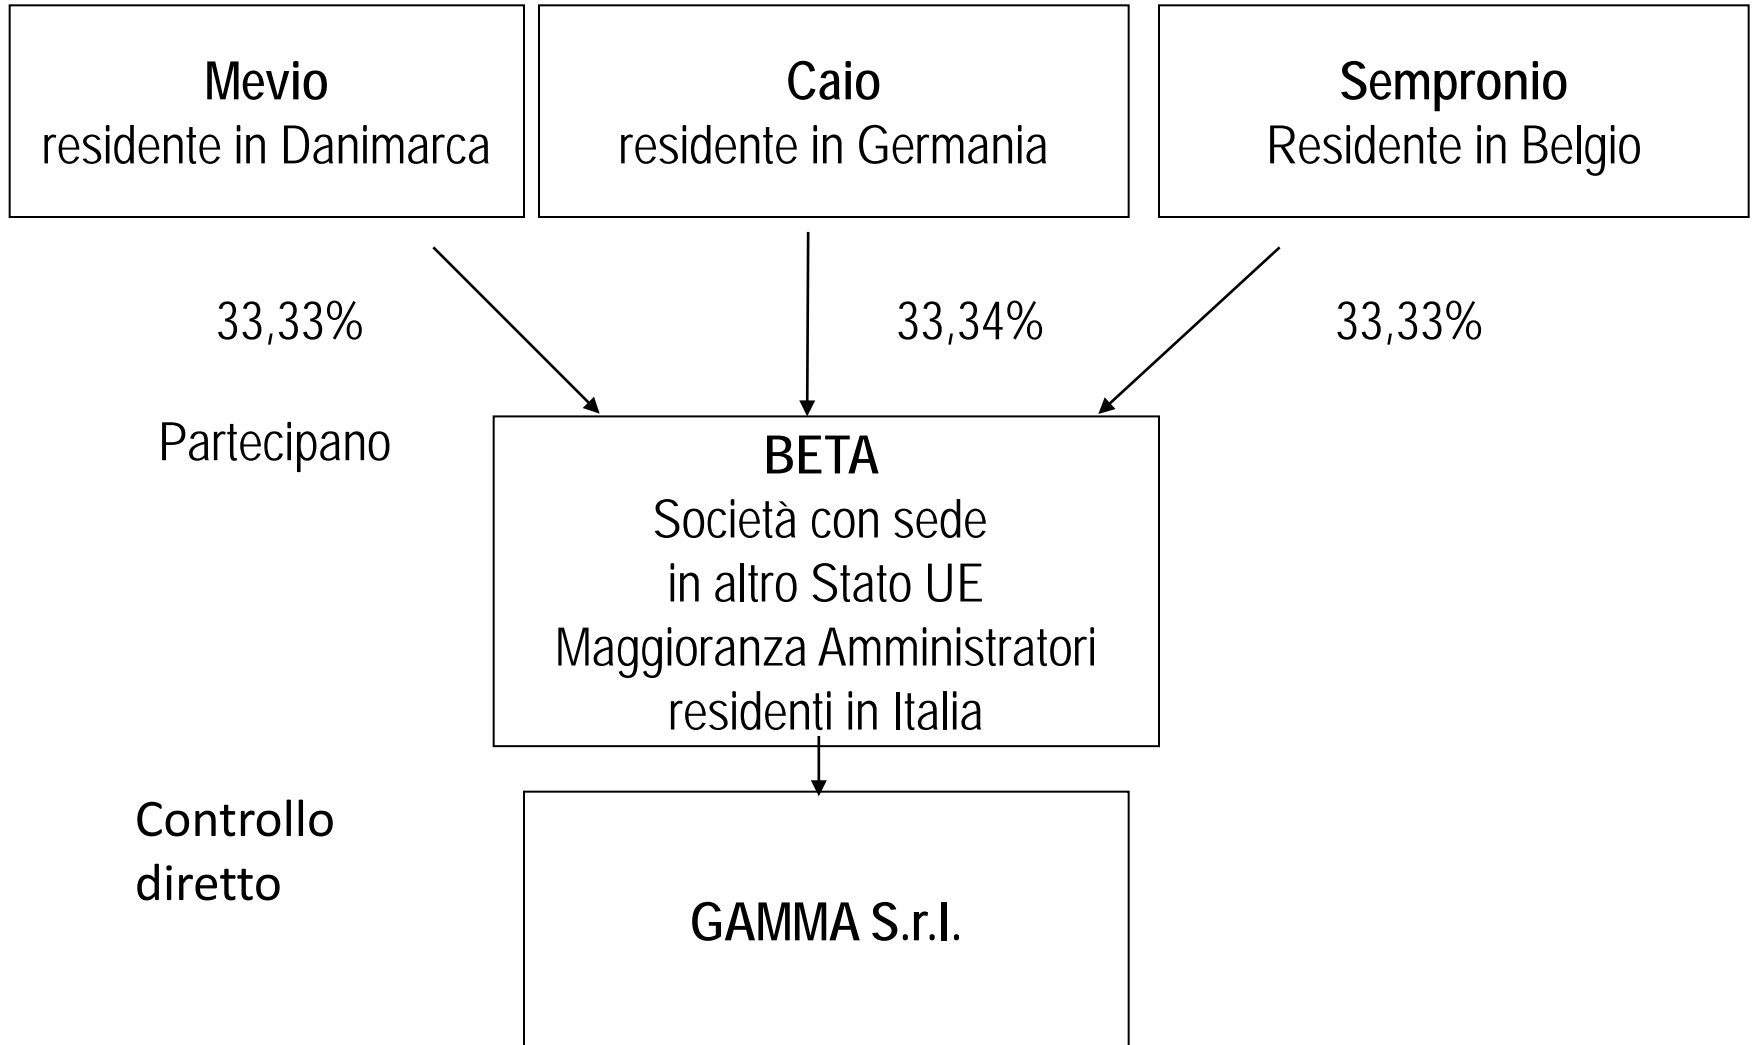 Mevio
residente in Danimarca
Caio
residente in Germania
Sempronio
Residente in Belgio
33,33%
33,34%
33,33%
Partecipano
BETA
Società con sede
in altro Stato UE
Maggioranza Amministratori
residenti in Italia
Controllo
diretto
GAMMA S.r.l.